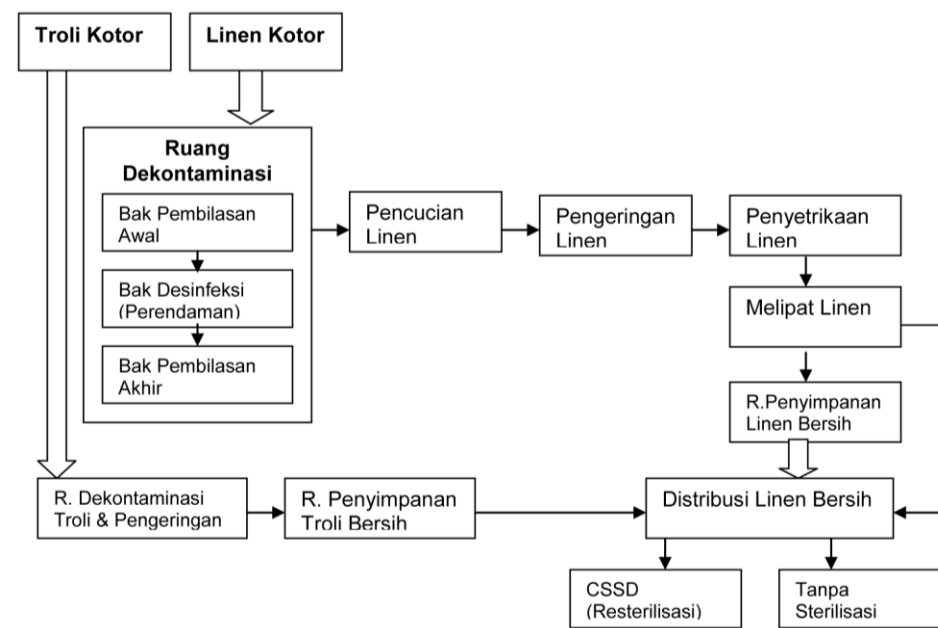 Troli Kotor
Linen Kotor
Ruang
Dekontaminasi
Bak Pembilasan
Awal
Bak Desinfeksi
(Perendaman)
Bak Pembilasan
Akhir
Pencucian
Linen
Pengeringan
Linen
Penyetrikaan
Linen
Melipat Linen
R.Penyimpanan
Linen Bersih
R. Dekontaminasi
Troli & Pengeringan
R. Penyimpanan
Troli Bersih
Distribusi Linen Bersih
CSSD
(Resterilisasi)
Tanpa
Sterilisasi